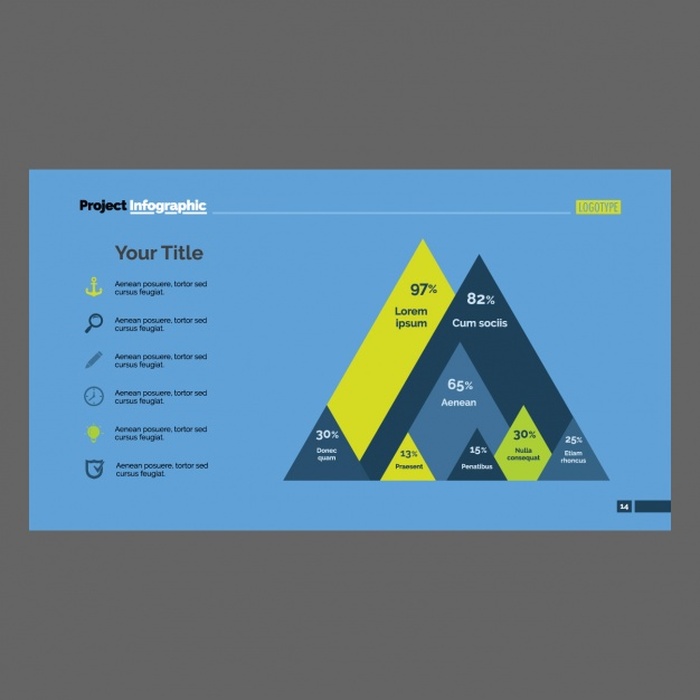 Project Infographic
LOGOTYPE
Your Title
Aenean posuere, tortor sed
cursus feugiat.
Aenean posuere, tortor sed
cursus feugiat.
Aenean posuere, tortor sed
cursus feugiat.
Aenean posuere, tortor sed
cursus feugiat.
Aenean posuere, tortor sed
cursus feugiat.
Aenean posuere, tortor sed
cursus feugiat.
97%
Lorem
ipsum
82%
Cum sociis
65%
Aenean
30%
Donec
quam
13%
Praesent
15%
Penatibus
30%
Nulla
consequat
25%
Etiam
rhoncus
14